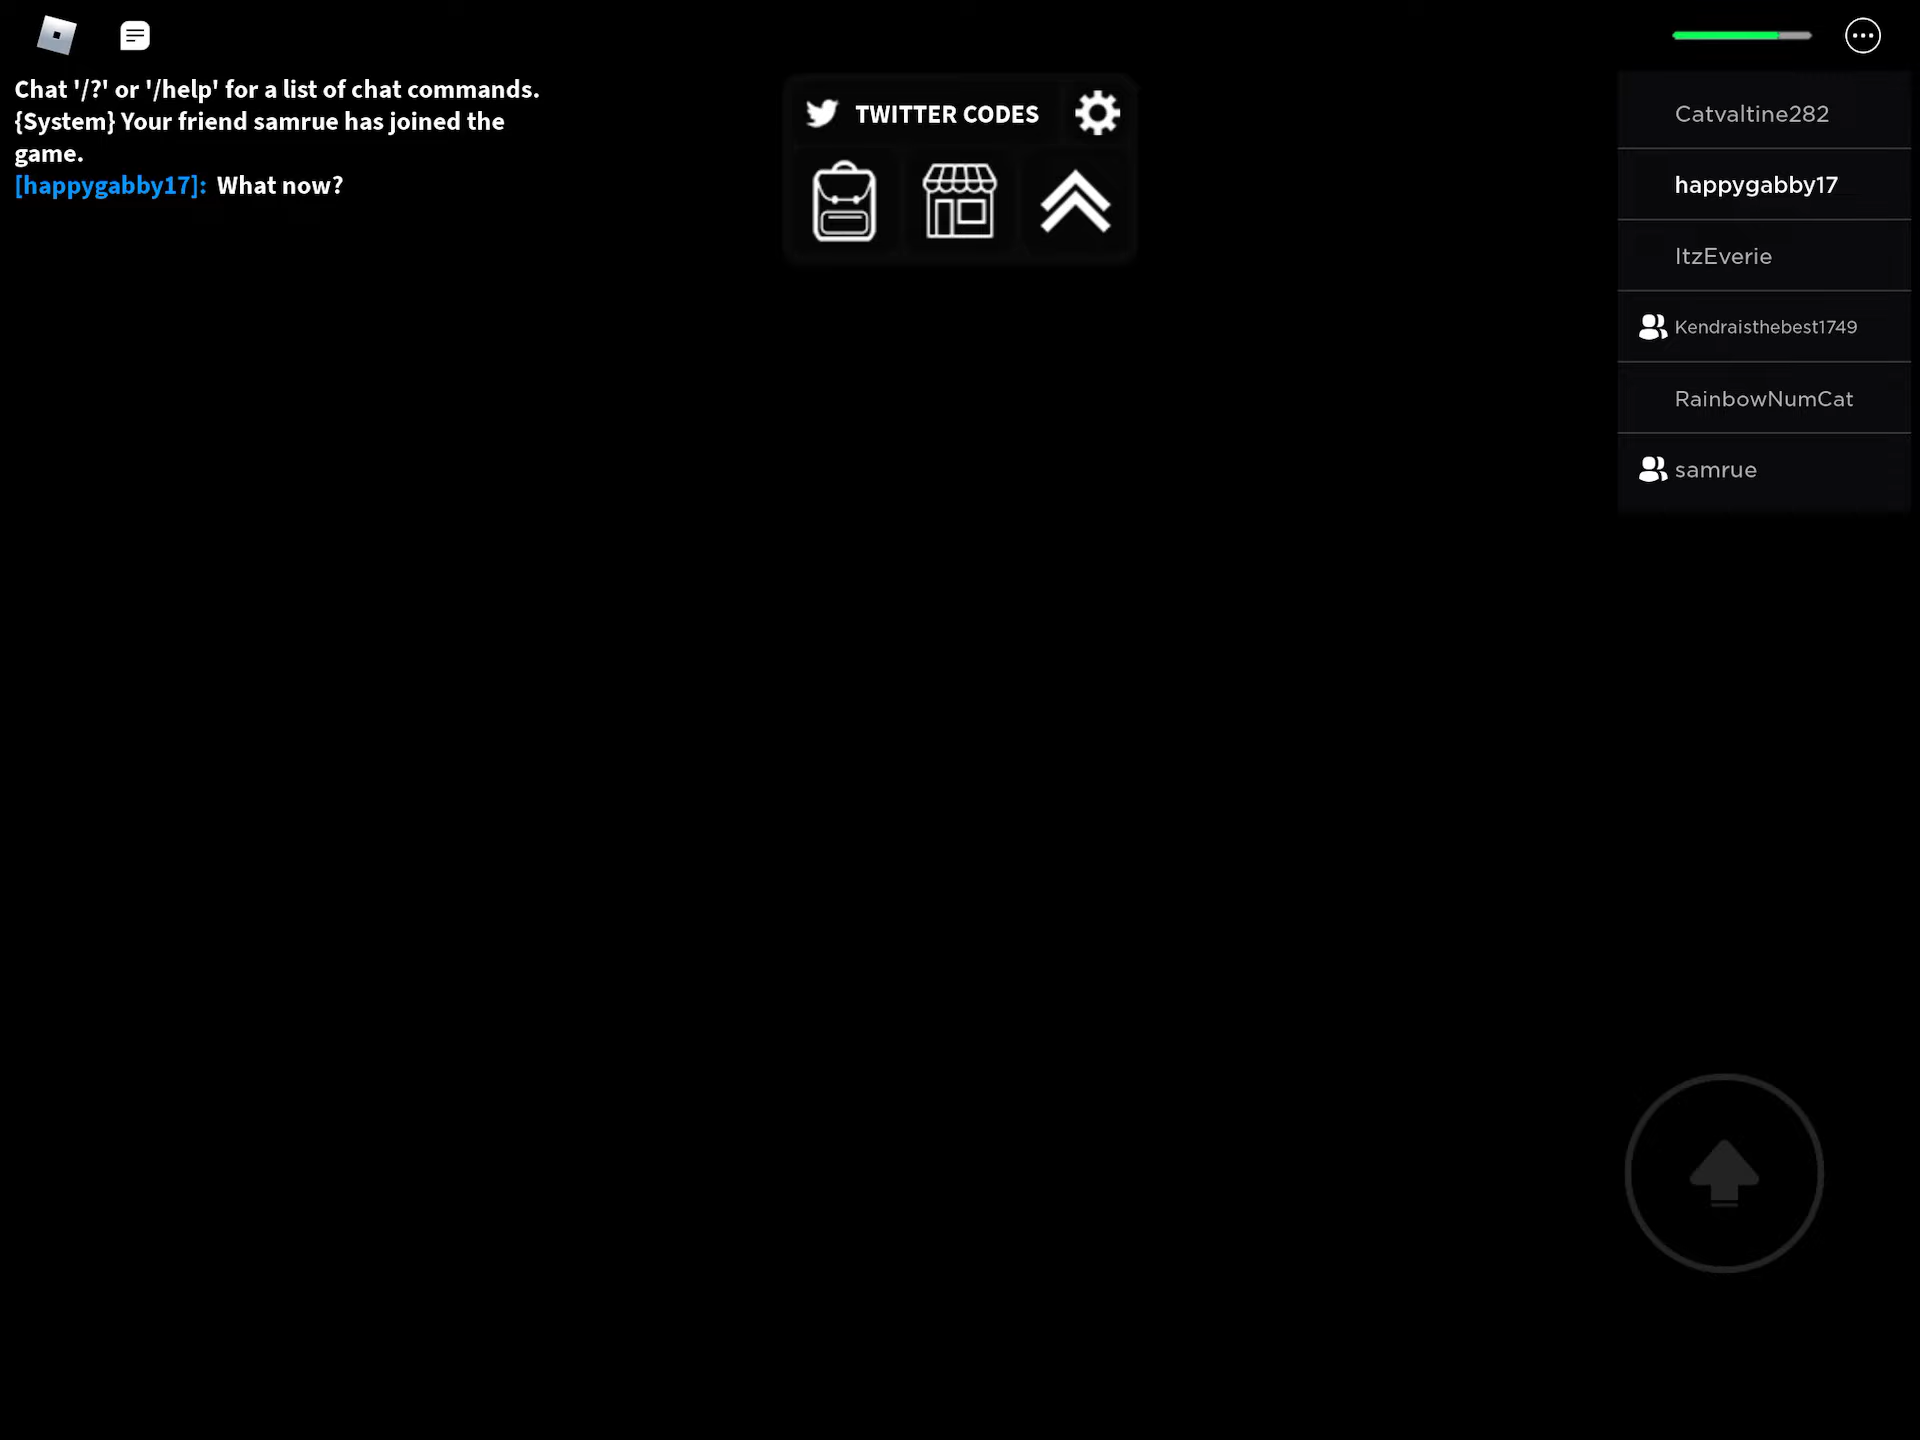 Chat '/?' or '/help' for a list of chat commands.
{System} Your friend samrue has joined the
game.
[happygabby17]: What now?
TWITTER CODES
Catvaltine282
happygabby17
ItzEverie
Kendraisthebest1749
RainbowNumCat
samrue